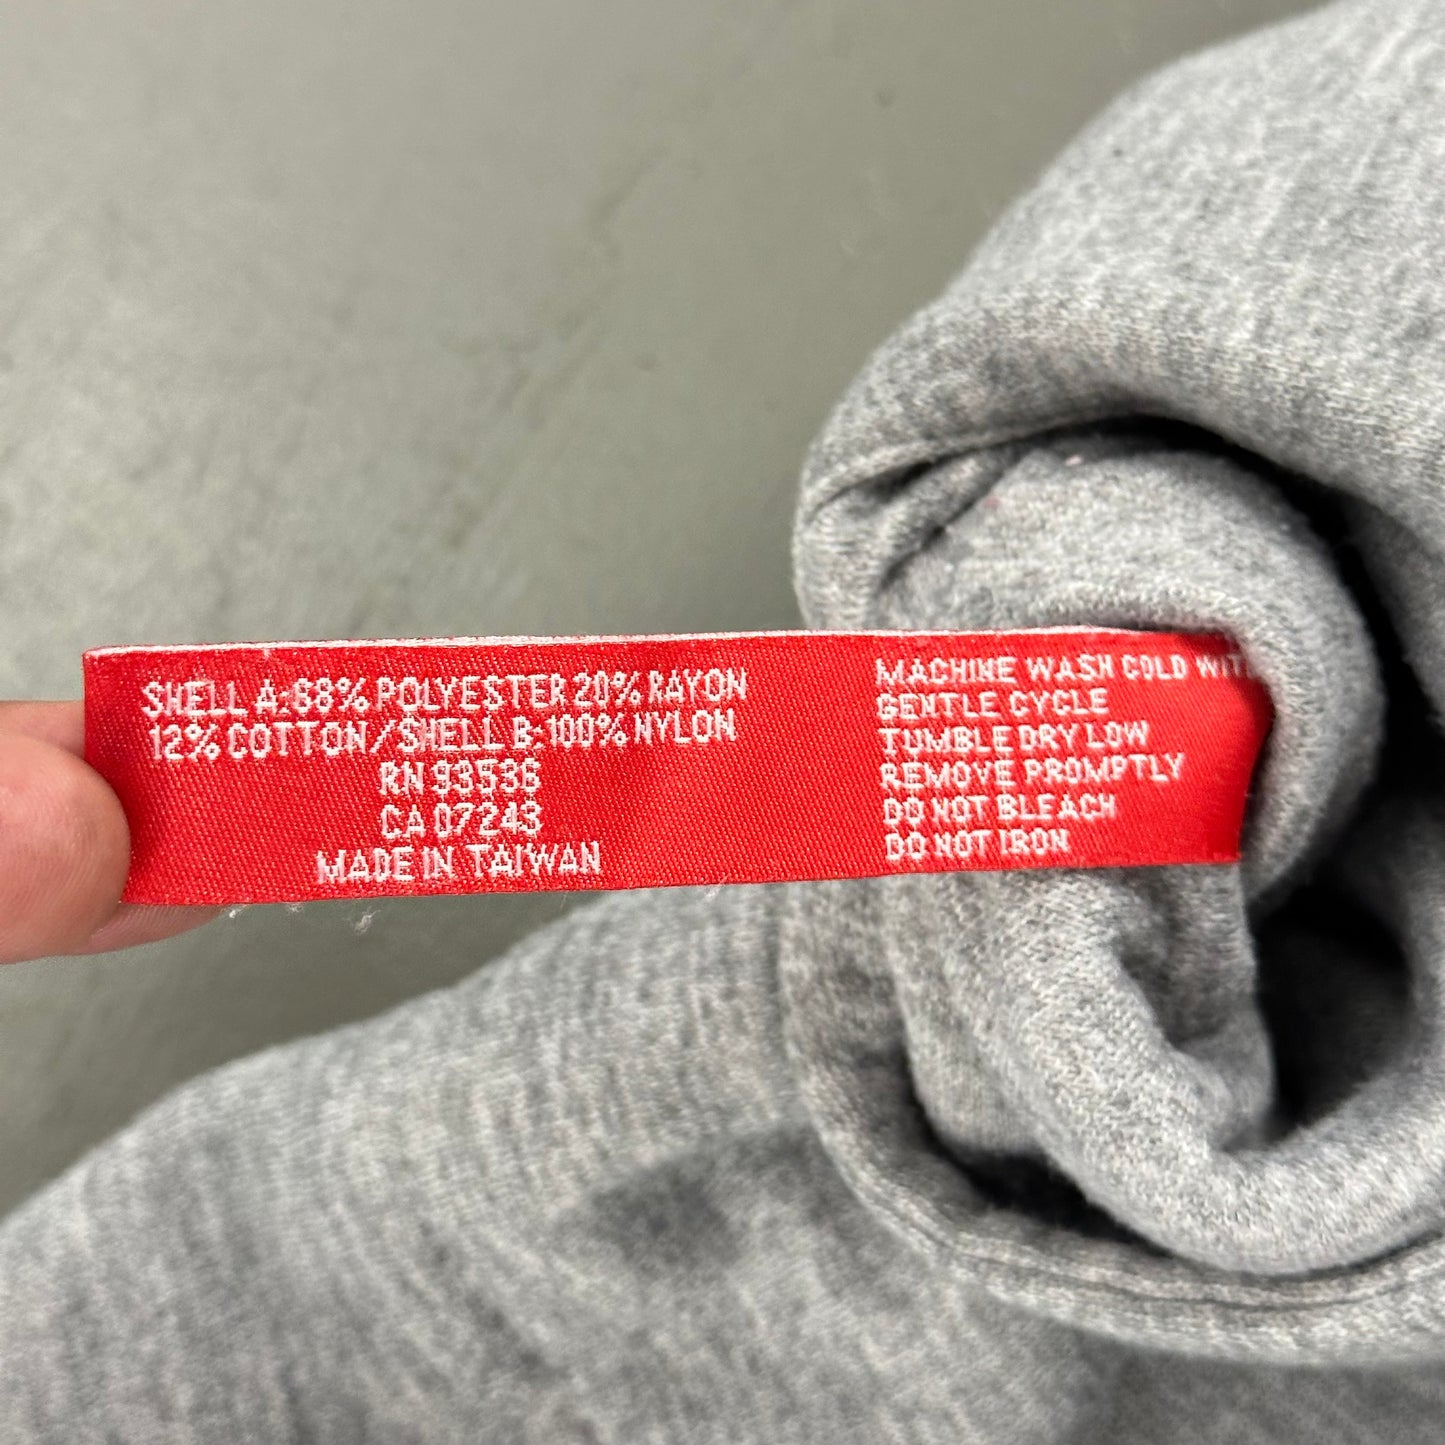 SHELL A:68% POLYESTER 20% RAYON
12% COTTON/SHELL B:100% NYLON
RN 93536
CA 07243
MADE IN TAIWAN
MACHINE WASH COLD WITH
GENTLE CYCLE
TUMBLE DRY LOW
REMOVE PROMPTLY
DO NOT BLEACH
DO NOT IRON